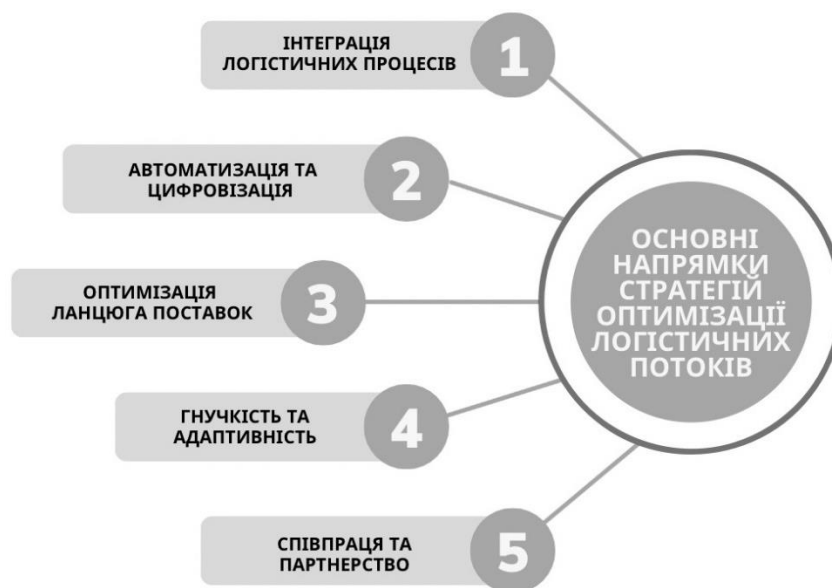 ІНТЕГРАЦІЯ
ЛОГІСТИЧНИХ ПРОЦЕСІВ
1
АВТОМАТИЗАЦІЯ ТА
ЦИФРОВІЗАЦІЯ
2
ОПТИМІЗАЦІЯ
ЛАНЦЮГА ПОСТАВОК
3
ГНУЧКІСТЬ ТА
АДАПТИВНІСТЬ
4
СПІВПРАЦЯ ТА
ПАРТНЕРСТВО
5
ОСНОВНІ
НАПРЯМКИ
СТРАТЕГІЙ
ОПТИМІЗАЦІЇ
ЛОГІСТИЧНИХ
ПОТОКІВ